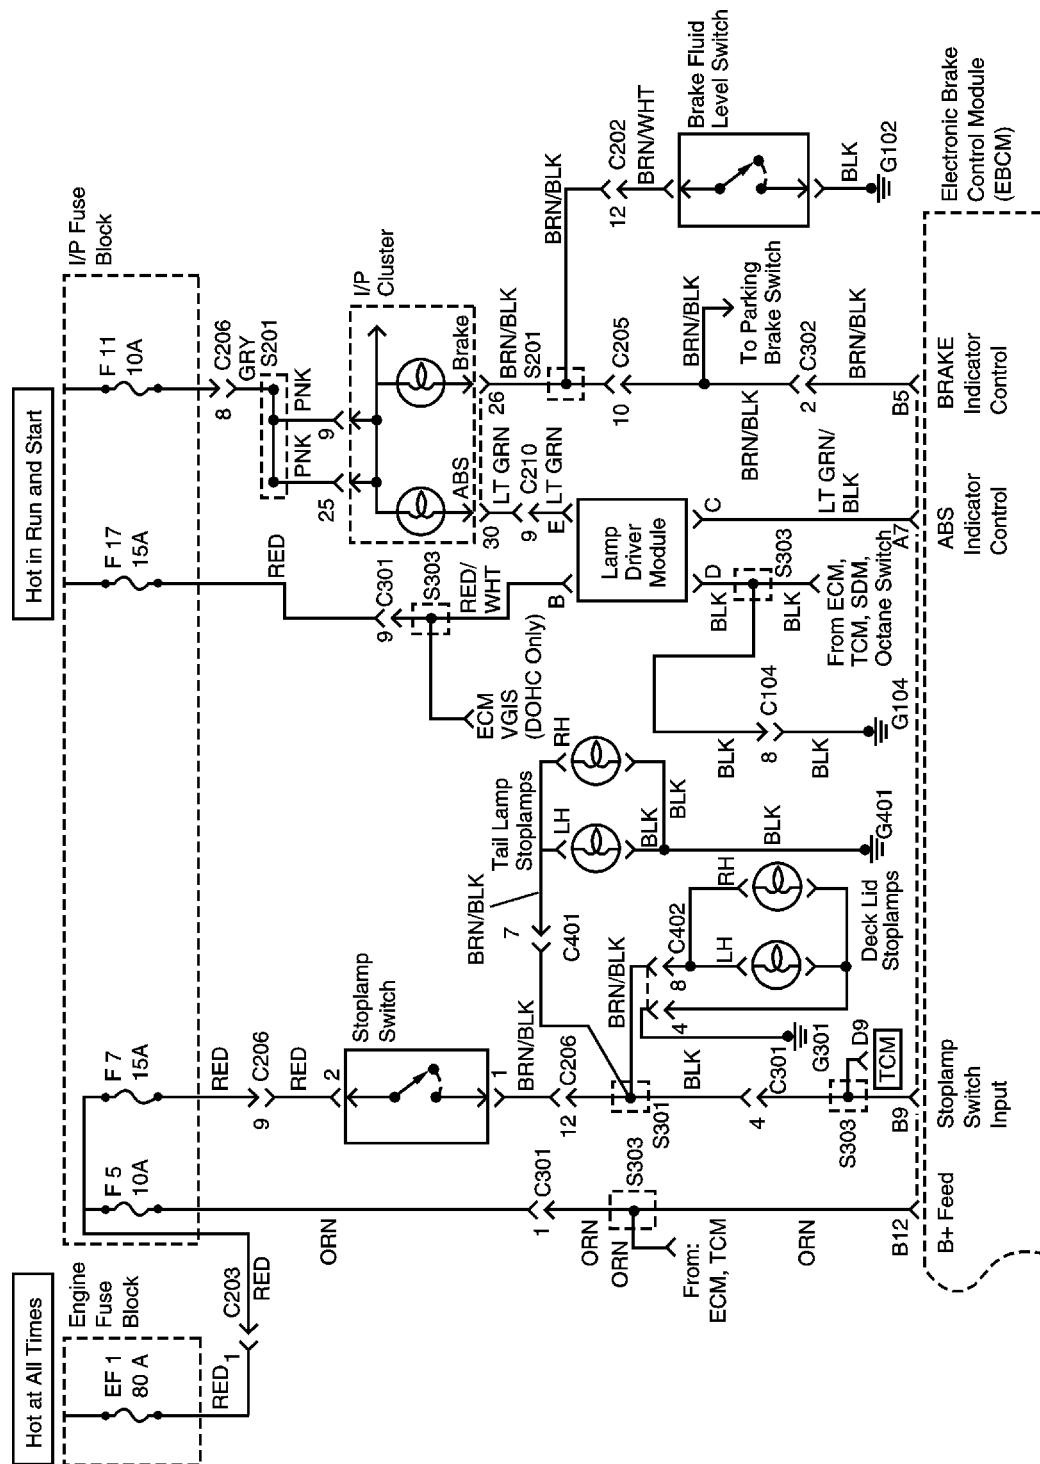 Hot at All Times
Hot in Run and Start
Engine
Fuse
Block
EF 1
80 A
RED
1
C203
RED
I/P Fuse
Block
F 5
10A
F 7
15A
F 17
15A
F 11
10A
ORN
RED
9
C206
RED
2
Stoplamp
Switch
1
BRN/BLK
12
C206
S301
BRN/BLK
7
C401
Tail Lamp
Stoplamps
LH
RH
BLK
BLK
BLK
G401
BRN/BLK
8
C402
4
LH
RH
Deck Lid
Stoplamps
G301
BLK
4
C301
S303
D9
TCM
1
C301
ORN
S303
ORN
From:
ECM, TCM
ORN
RED
9
C301
S303
RED/
WHT
ECM
VGIS
(DOHC Only)
B
8
C206
GRY
S201
PNK
PNK
25
9
I/P
Cluster
ABS
Brake
30
LT GRN
9
C210
LT GRN
E
Lamp
Driver
Module
D
C
BLK
S303
BLK
From ECM,
TCM, SDM,
Octane Switch
BLK
8
C104
BLK
G104
LT GRN/
BLK
26
BRN/BLK
S201
BRN/BLK
12
C202
BRN/WHT
Brake Fluid
Level Switch
BLK
G102
10
C205
BRN/BLK
To Parking
Brake Switch
BRN/BLK
2
C302
BRN/BLK
B12
B9
A7
B5
B+ Feed
Stoplamp
Switch
Input
ABS
Indicator
Control
BRAKE
Indicator
Control
Electronic Brake
Control Module
(EBCM)